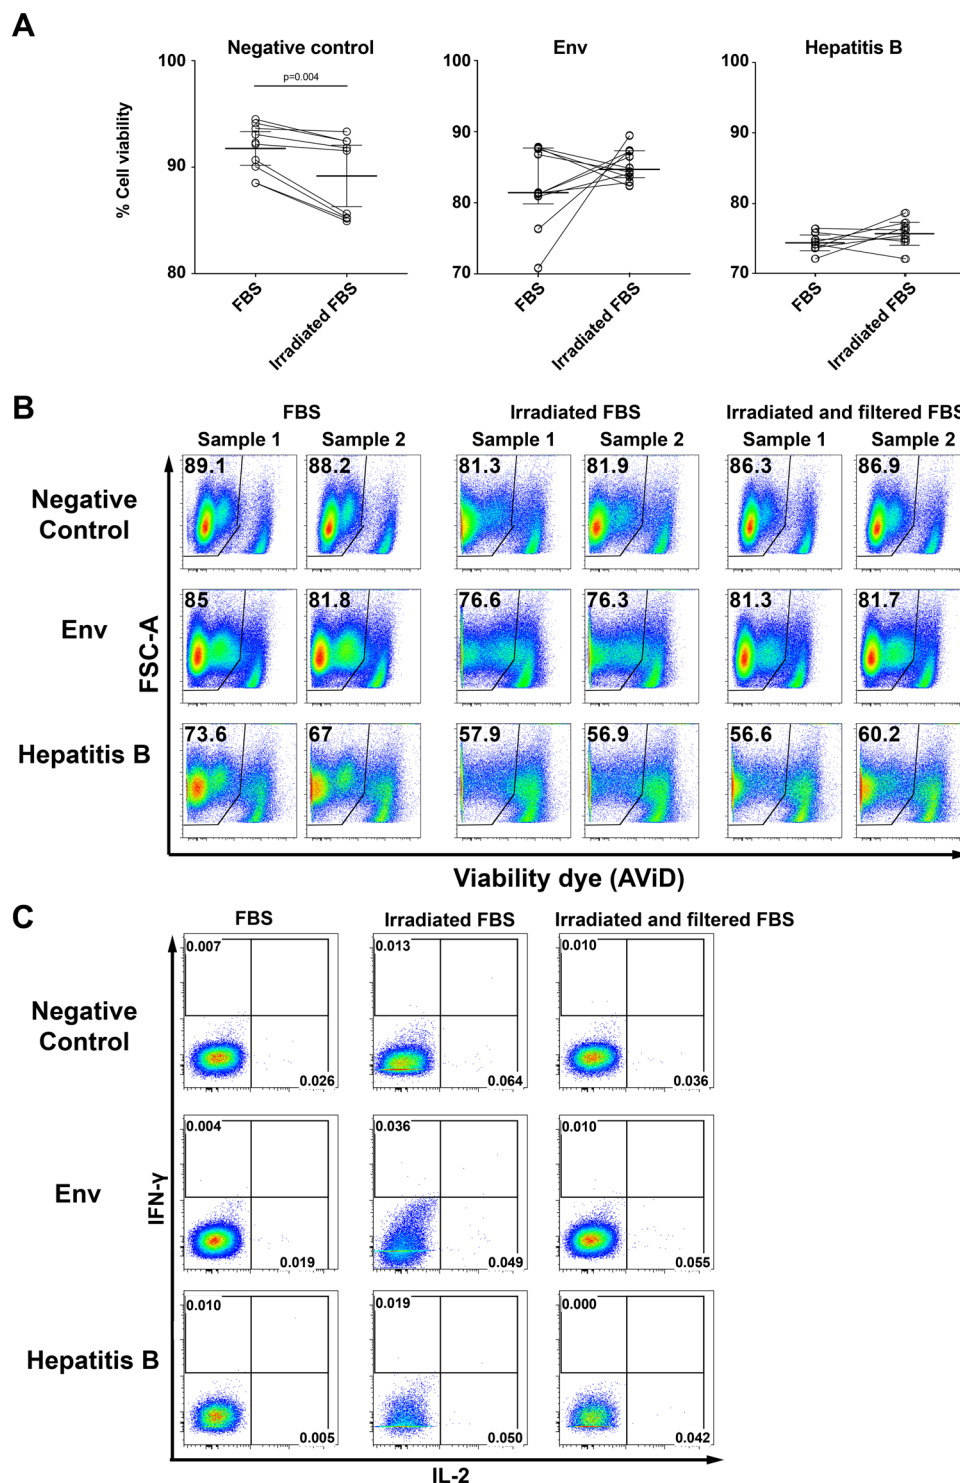 A
Negative control
Env
Hepatitis B
% Cell viability
100
90
80
p=0.004
FBS
Irradiated FBS
100
90
80
70
FBS
Irradiated FBS
100
90
80
70
FBS
Irradiated FBS
B
FBS
Irradiated FBS
Irradiated and filtered FBS
Sample 1
Sample 2
Sample 1
Sample 2
Sample 1
Sample 2
Negative
Control
89.1
88.2
81.3
81.9
86.3
86.9
Env
85
81.8
76.6
76.3
81.3
81.7
Hepatitis B
73.6
67
57.9
56.9
56.6
60.2
FSC-A
Viability dye (AViD)
C
FBS
Irradiated FBS
Irradiated and filtered FBS
Negative
Control
0.007
0.026
0.013
0.064
0.010
0.036
Env
0.004
0.019
0.036
0.049
0.010
0.055
Hepatitis B
0.010
0.005
0.019
0.050
0.000
0.042
IFN-γ
IL-2